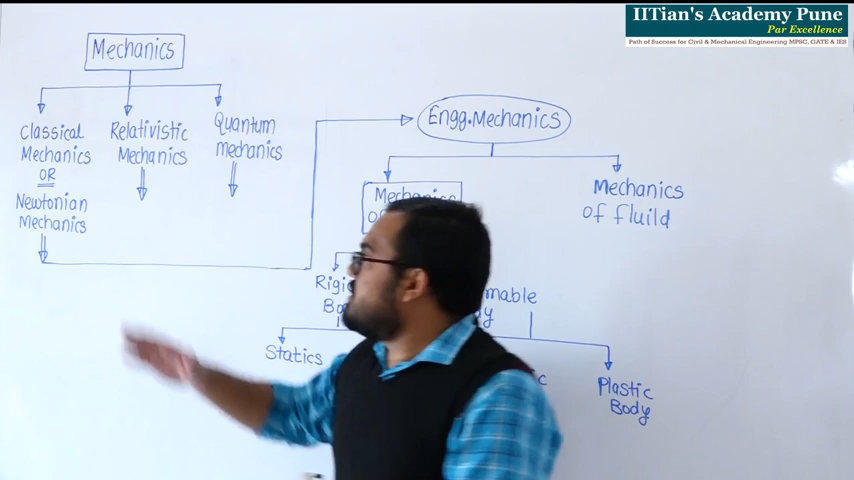 IITian's Academy Pune
Par Excellence
Path of Success for Civil & Mechanical Engineering MPSC, GATE & IES
Mechanics
Classical
Mechanics
OR
Newtonian
Mechanics
Relativistic
Mechanics
Quantum
mechanics
Engg.Mechanics
Mechanics
of fluild
Statics
Plastic
Body